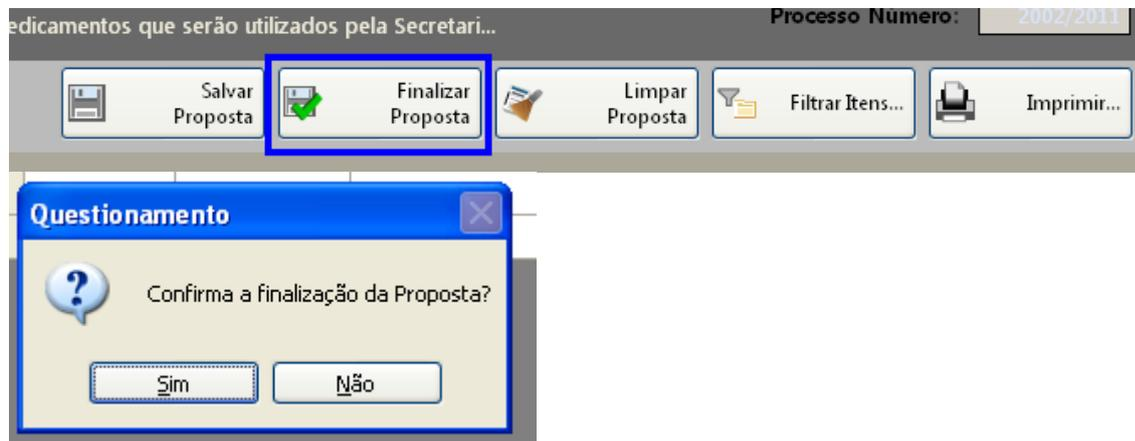 edicamentos que serão utilizados pela Secretari...
Processo Número: 2002/2011
Salvar
Proposta
Finalizar
Proposta
Limpar
Proposta
Filtrar Itens...
Imprimir...
Questionamento
Confirma a finalização da Proposta?
Sim
Não